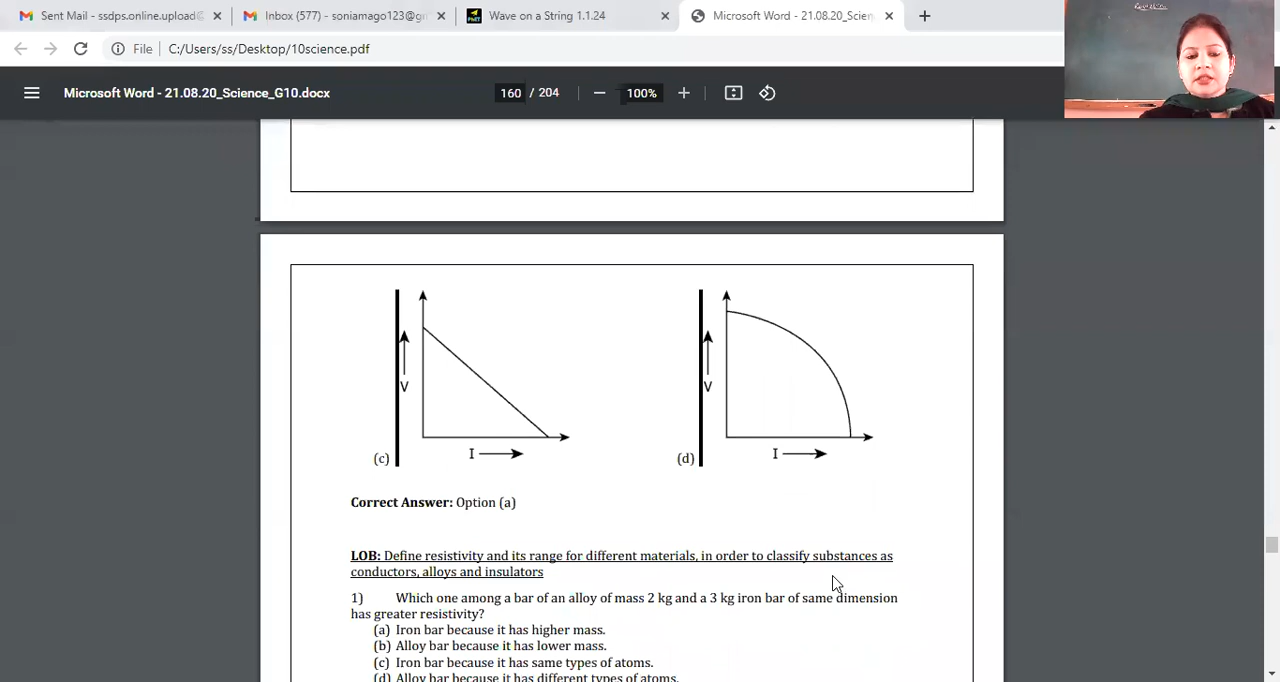 Sent Mail - ssdps.online.upload@
Inbox (577) - soniamago123@gm
Wave on a String 1.1.24
Microsoft Word - 21.08.20_Scien
File | C:/Users/ss/Desktop/10science.pdf
Microsoft Word - 21.08.20_Science_G10.docx
160 / 204
100%
V
V
(c)
I
(d)
I
Correct Answer: Option (a)
LOB: Define resistivity and its range for different materials, in order to classify substances as
conductors, alloys and insulators
1) Which one among a bar of an alloy of mass 2 kg and a 3 kg iron bar of same dimension
has greater resistivity?
(a) Iron bar because it has higher mass.
(b) Alloy bar because it has lower mass.
(c) Iron bar because it has same types of atoms.
(d) Alloy bar because it has different types of atoms.